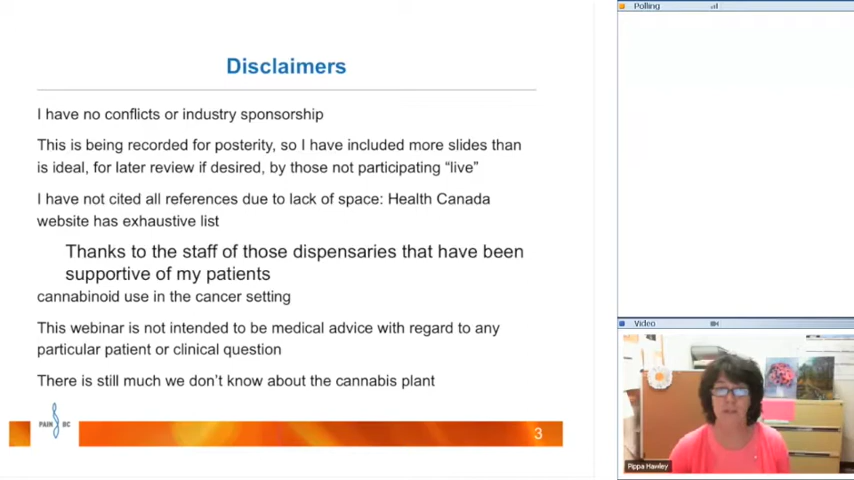 Disclaimers
I have no conflicts or industry sponsorship
This is being recorded for posterity, so I have included more slides than
is ideal, for later review if desired, by those not participating “live”
I have not cited all references due to lack of space: Health Canada
website has exhaustive list
Thanks to the staff of those dispensaries that have been
supportive of my patients
cannabinoid use in the cancer setting
This webinar is not intended to be medical advice with regard to any
particular patient or clinical question
There is still much we don’t know about the cannabis plant
PAIN BC
3
Polling
Video
Pippa Hawley